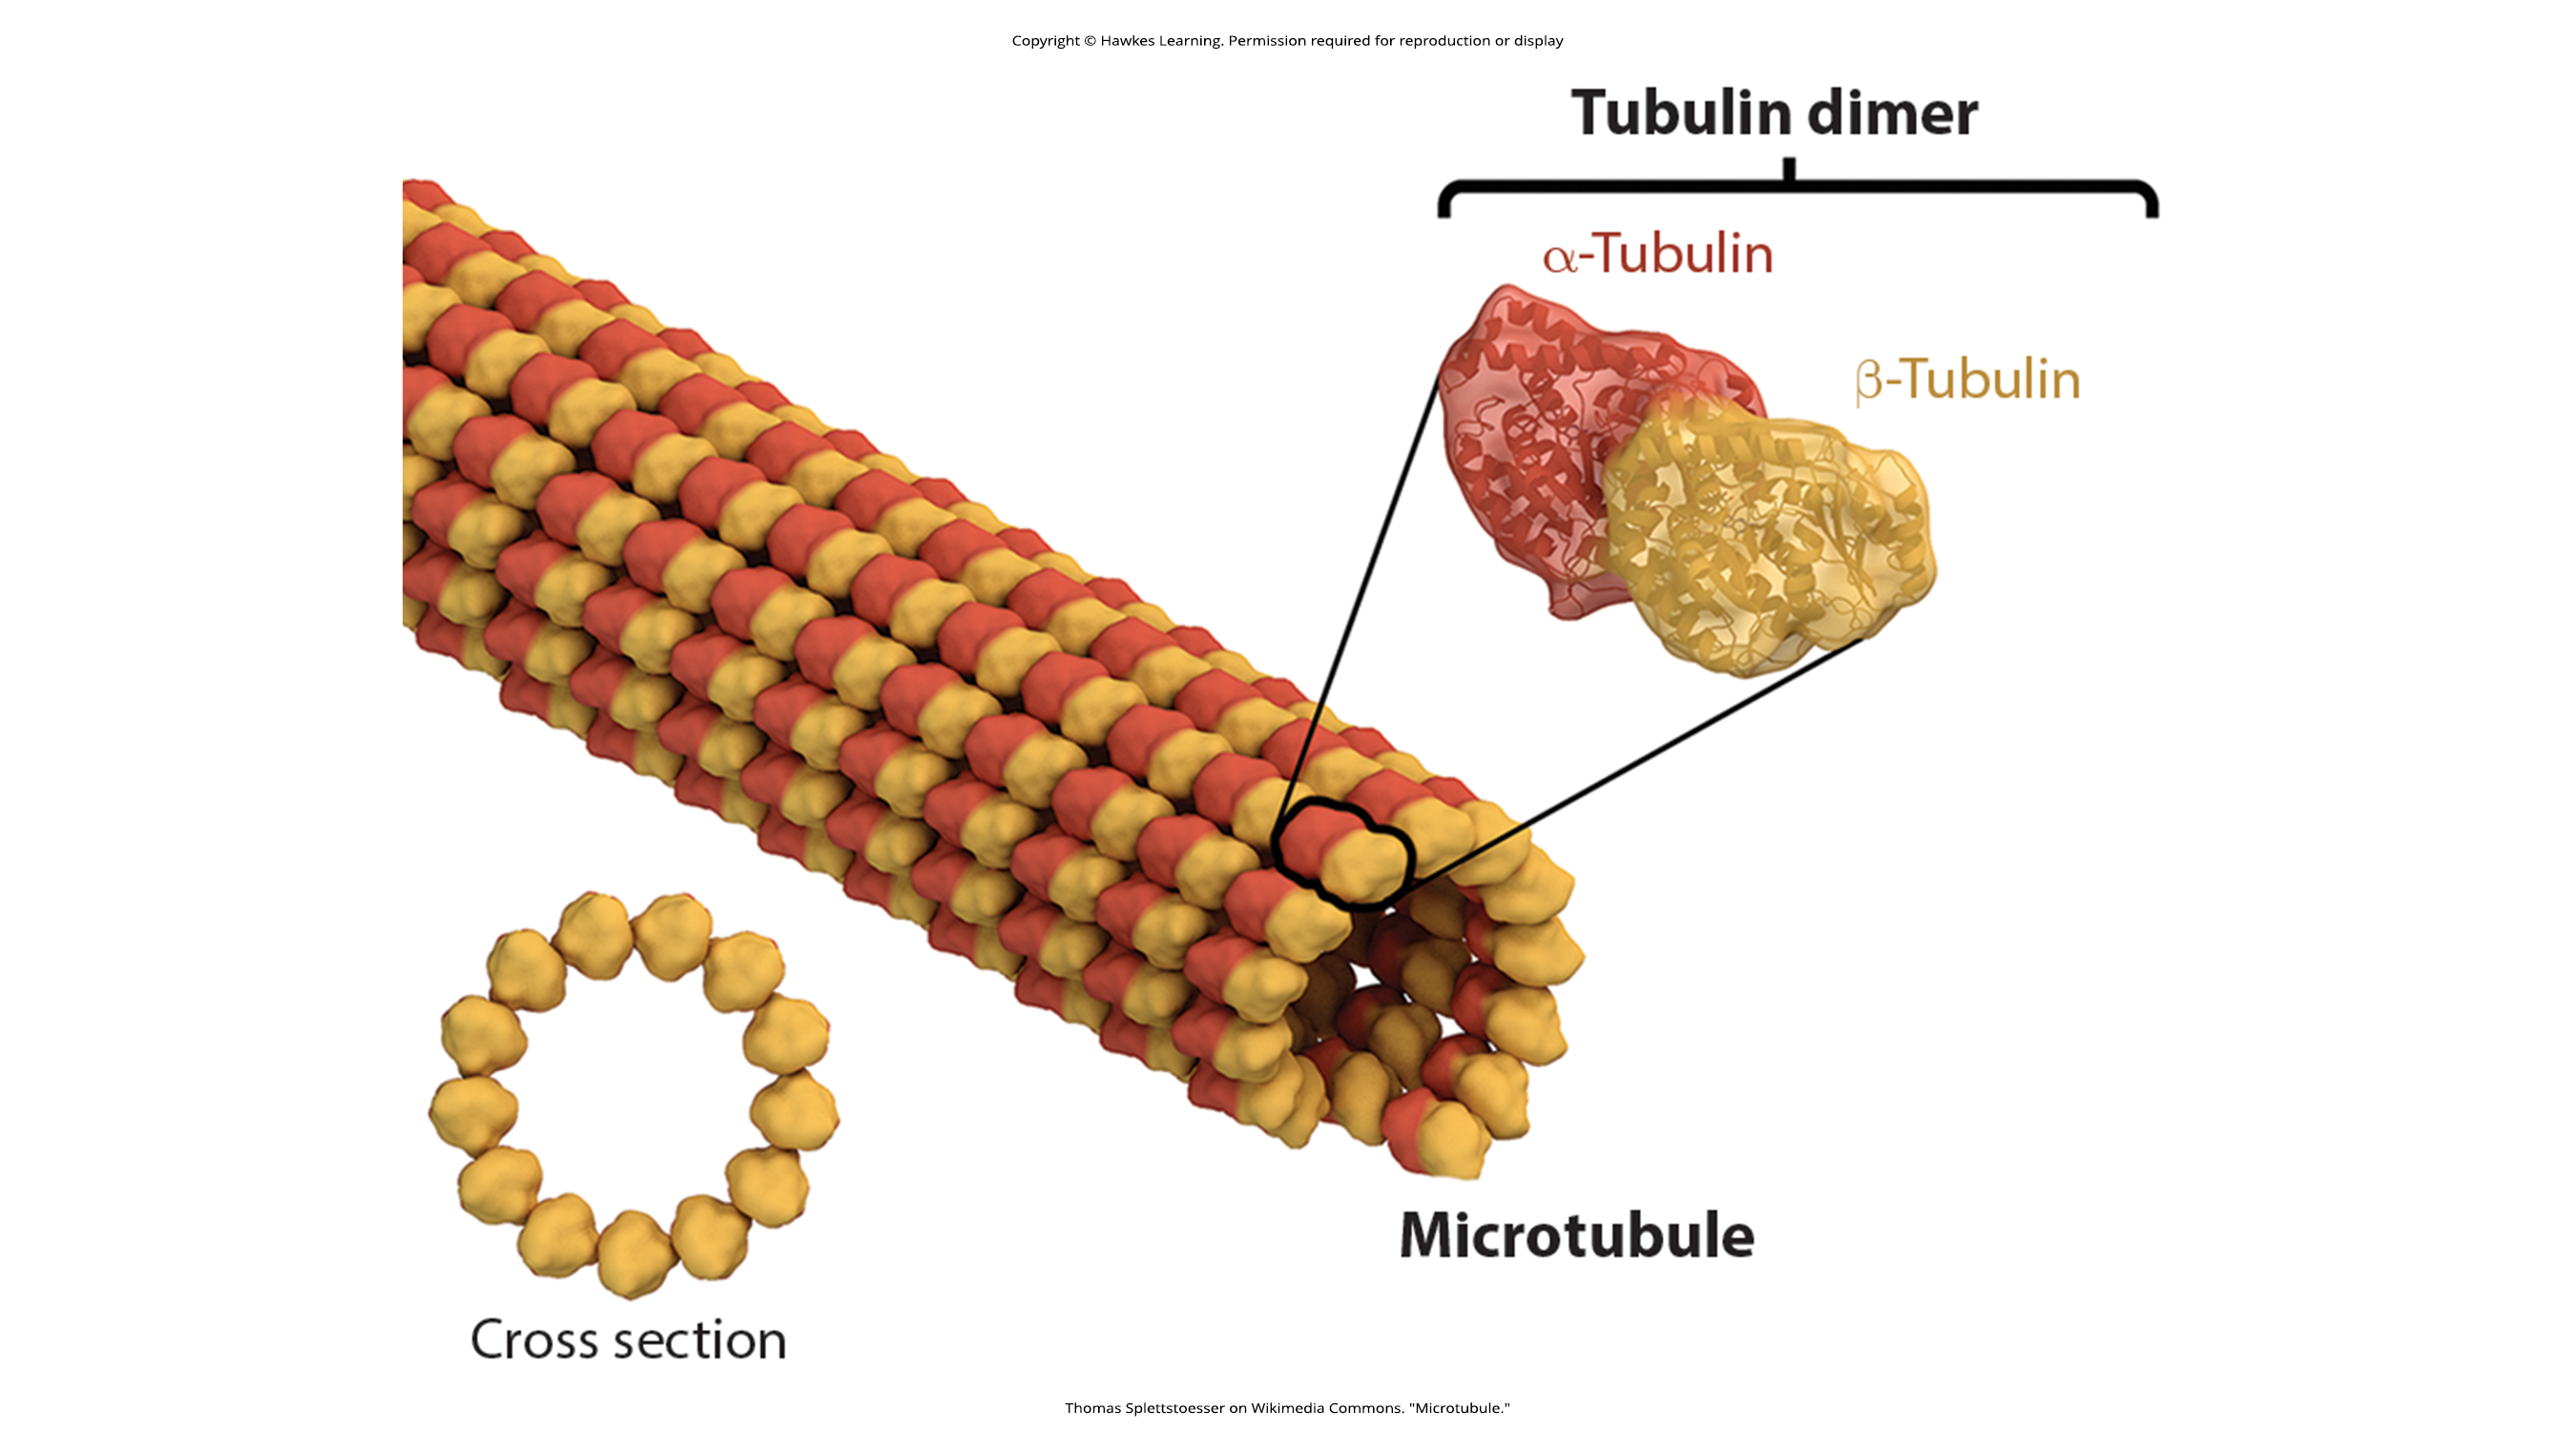 Copyright © Hawkes Learning. Permission required for reproduction or display
Tubulin dimer
α-Tubulin
β-Tubulin
Microtubule
Cross section
Thomas Splettstoesser on Wikimedia Commons. "Microtubule."